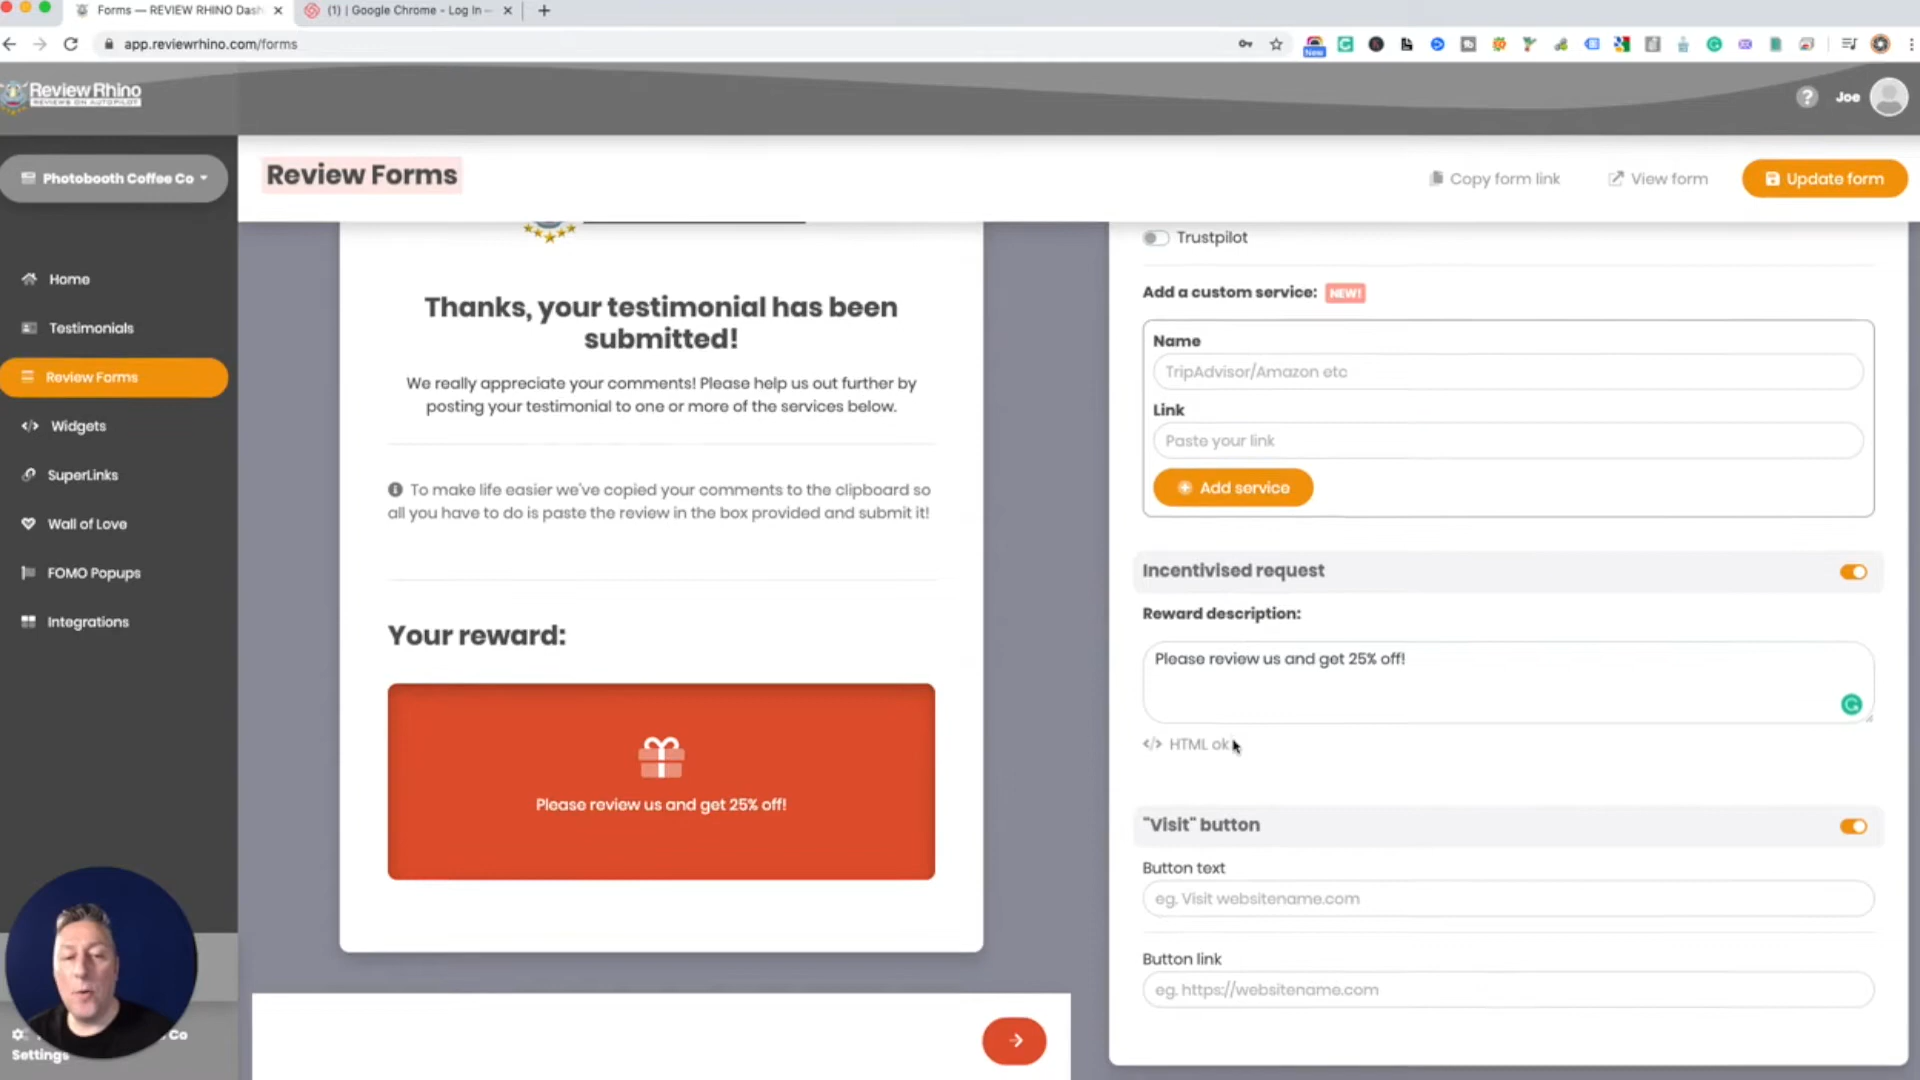 Forms — REVIEW RHINO Dash
(1) | Google Chrome - Log In –
app.reviewrhino.com/forms
New
Review Rhino
REVIEWS ON AUTOPILOT
? Joe
Photobooth Coffee Co
Review Forms
Copy form link
View form
Update form
Home
Testimonials
Review Forms
Widgets
SuperLinks
Wall of Love
FOMO Popups
Integrations
Co
Settings
Thanks, your testimonial has been
submitted!
We really appreciate your comments! Please help us out further by
posting your testimonial to one or more of the services below.
To make life easier we've copied your comments to the clipboard so
all you have to do is paste the review in the box provided and submit it!
Your reward:
Please review us and get 25% off!
Trustpilot
Add a custom service: NEW!
Name
TripAdvisor/Amazon etc
Link
Paste your link
Add service
Incentivised request
Reward description:
Please review us and get 25% off!
</> HTML ok
"Visit" button
Button text
eg. Visit websitename.com
Button link
eg. https://websitename.com